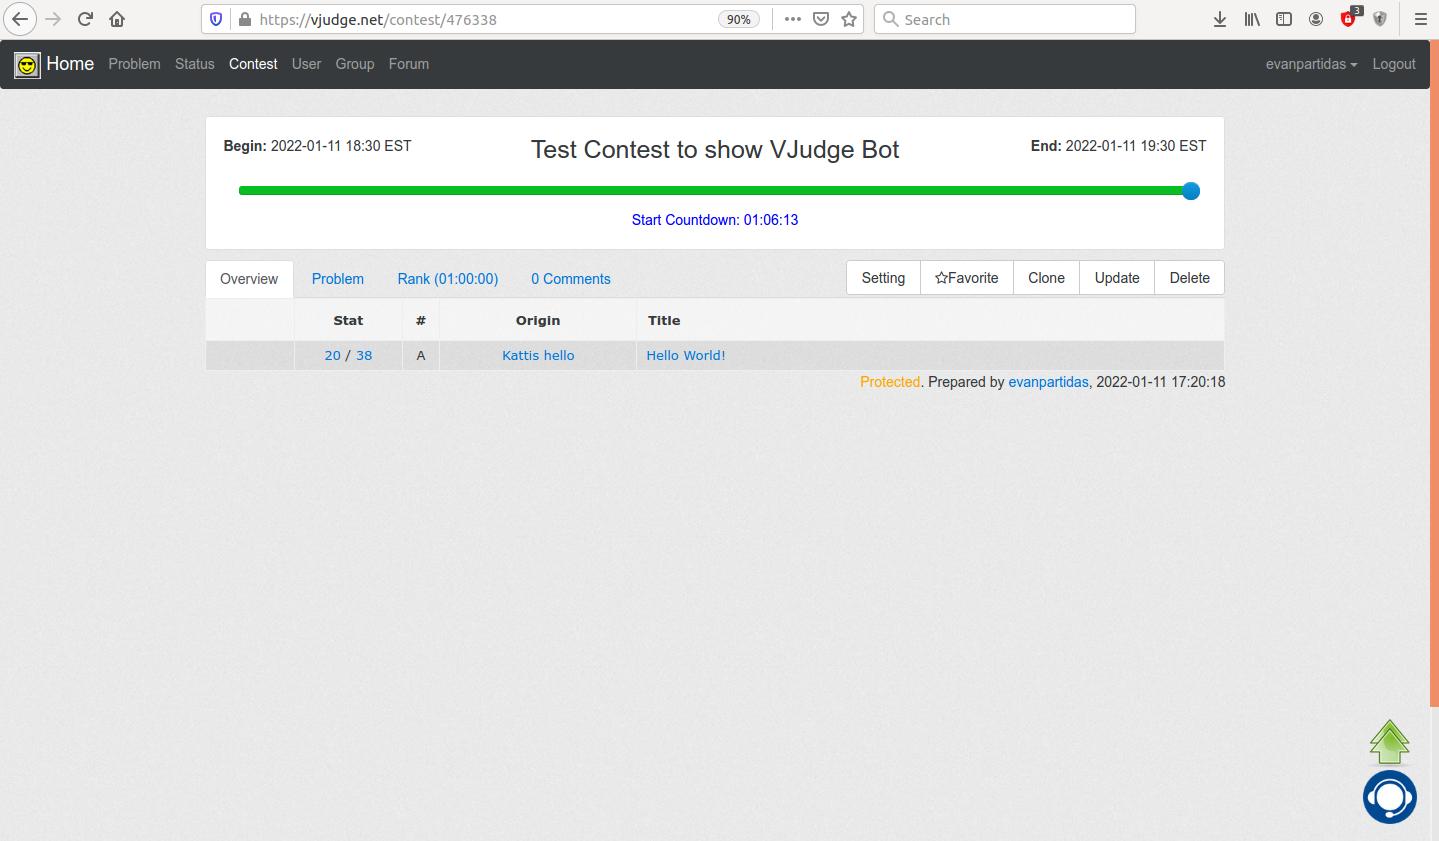 https://vjudge.net/contest/476338 90% Search 3
Home Problem Status Contest User Group Forum evanpartidas Logout
Begin: 2022-01-11 18:30 EST Test Contest to show VJudge Bot End: 2022-01-11 19:30 EST
Start Countdown: 01:06:13
Overview Problem Rank (01:00:00) 0 Comments Setting Favorite Clone Update Delete
Stat # Origin Title
20 / 38 A Kattis hello Hello World!
Protected. Prepared by evanpartidas, 2022-01-11 17:20:18